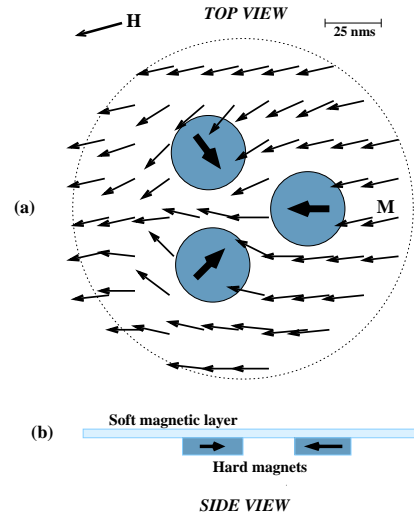 TOP VIEW
H
25 nms
(a)
M
(b)
Soft magnetic layer
Hard magnets
SIDE VIEW